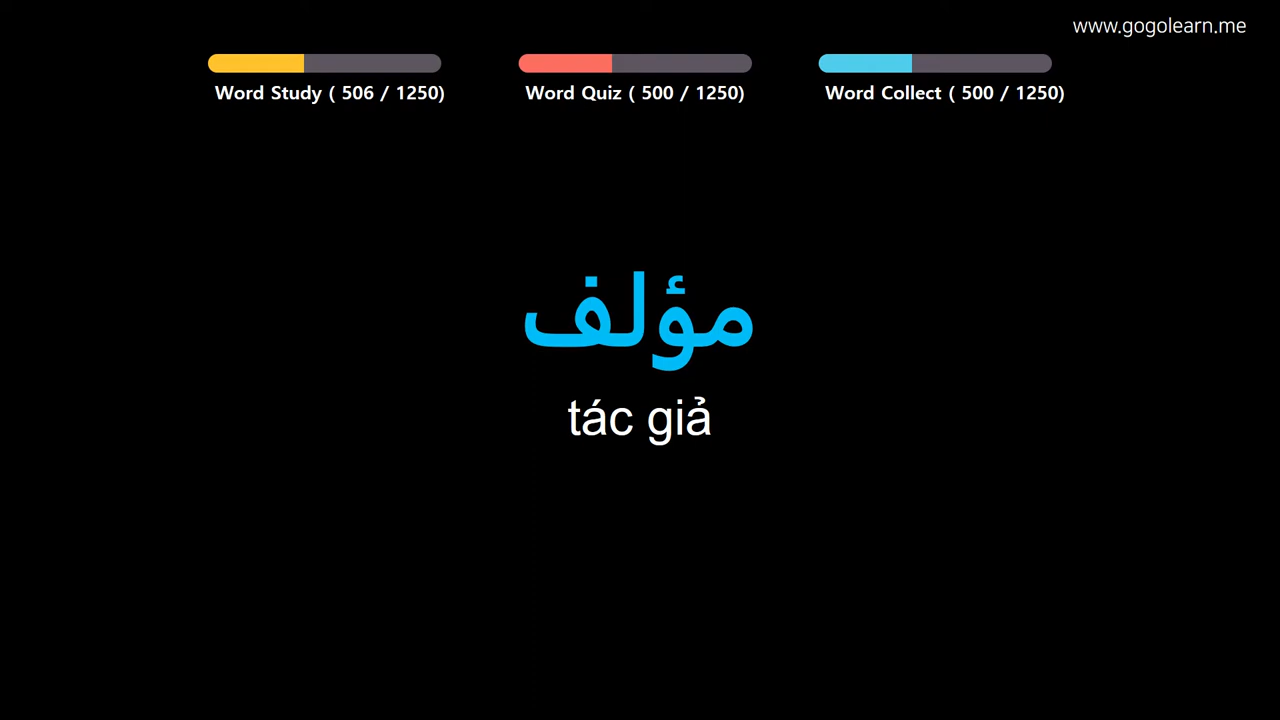 www.gogolearn.me
Word Study ( 506 / 1250)
Word Quiz ( 500 / 1250)
Word Collect ( 500 / 1250)
مؤلف
tác giả